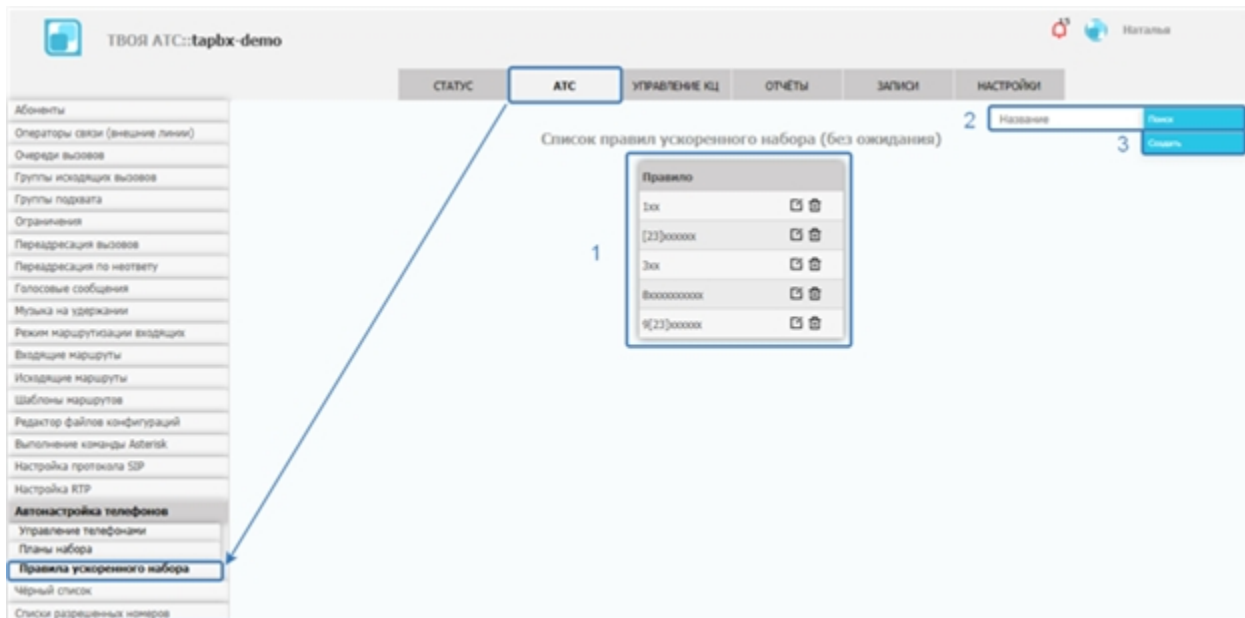 ТВОЯ АТС::tapbx-demo
15
Наталья
СТАТУС
АТС
УПРАВЛЕНИЕ КЦ
ОТЧЁТЫ
ЗАПИСИ
НАСТРОЙКИ
Абоненты
Операторы связи (внешние линии)
Очереди вызовов
Группы исходящих вызовов
Группы подхвата
Ограничения
Переадресация вызовов
Переадресация по неответу
Голосовые сообщения
Музыка на удержании
Режим маршрутизации входящих
Входящие маршруты
Исходящие маршруты
Шаблоны маршрутов
Редактор файлов конфигураций
Выполнение команды Asterisk
Настройка протокола SIP
Настройка RTP
Автонастройка телефонов
Управление телефонами
Планы набора
Правила ускоренного набора
Чёрный список
Списки разрешенных номеров
2
Название
Поиск
3
Создать
Список правил ускоренного набора (без ожидания)
1
Правило
1xx
[23]xxxxxx
3xx
8xxxxxxxxxx
9[23]xxxxxx